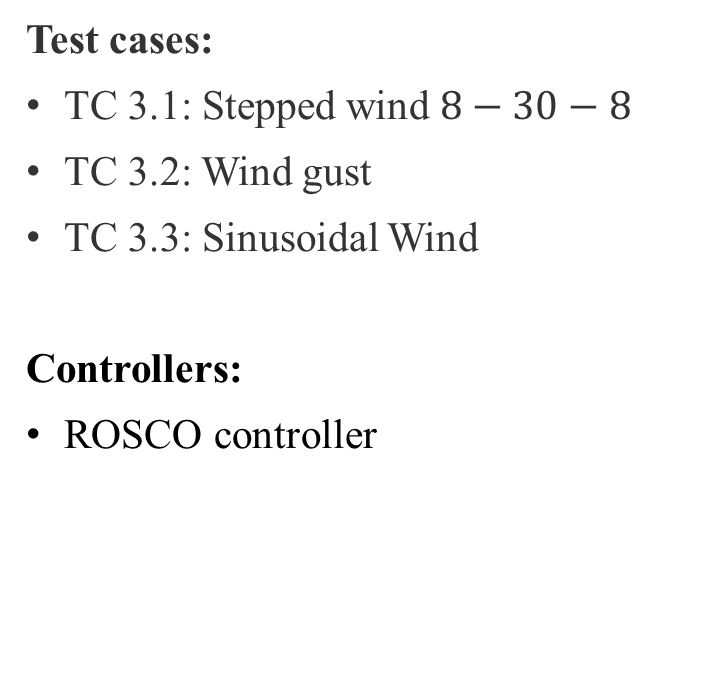 Test cases:
• TC 3.1: Stepped wind 8 − 30 − 8
• TC 3.2: Wind gust
• TC 3.3: Sinusoidal Wind
Controllers:
• ROSCO controller